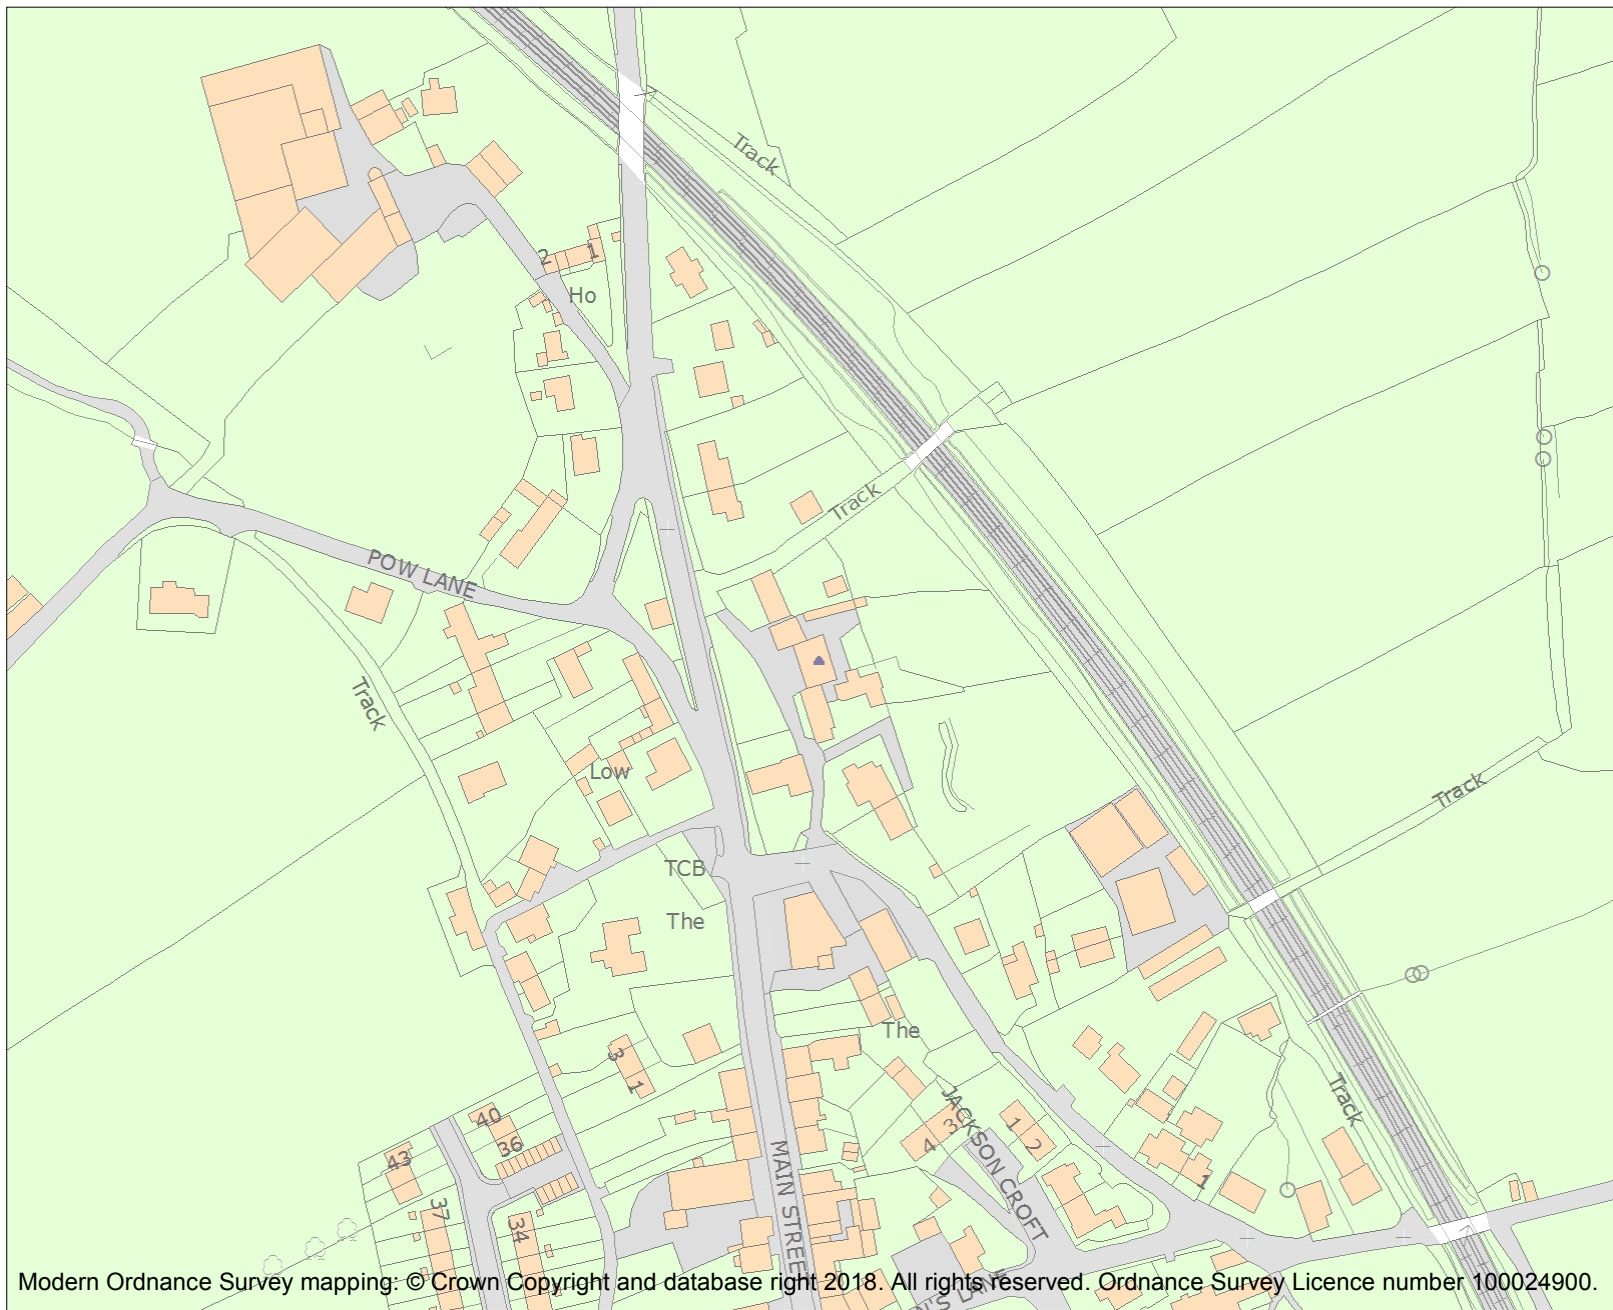 Track
2
1
Ho
Track
POW LANE
Track
Low
Track
TCB
The
The
3
1
JACKSON CROFT
3
4
1
2
Track
40
36
43
37
34
1
MAIN STREE
N'S LANE
Modern Ordnance Survey mapping: © Crown Copyright and database right 2018. All rights reserved. Ordnance Survey Licence number 100024900.